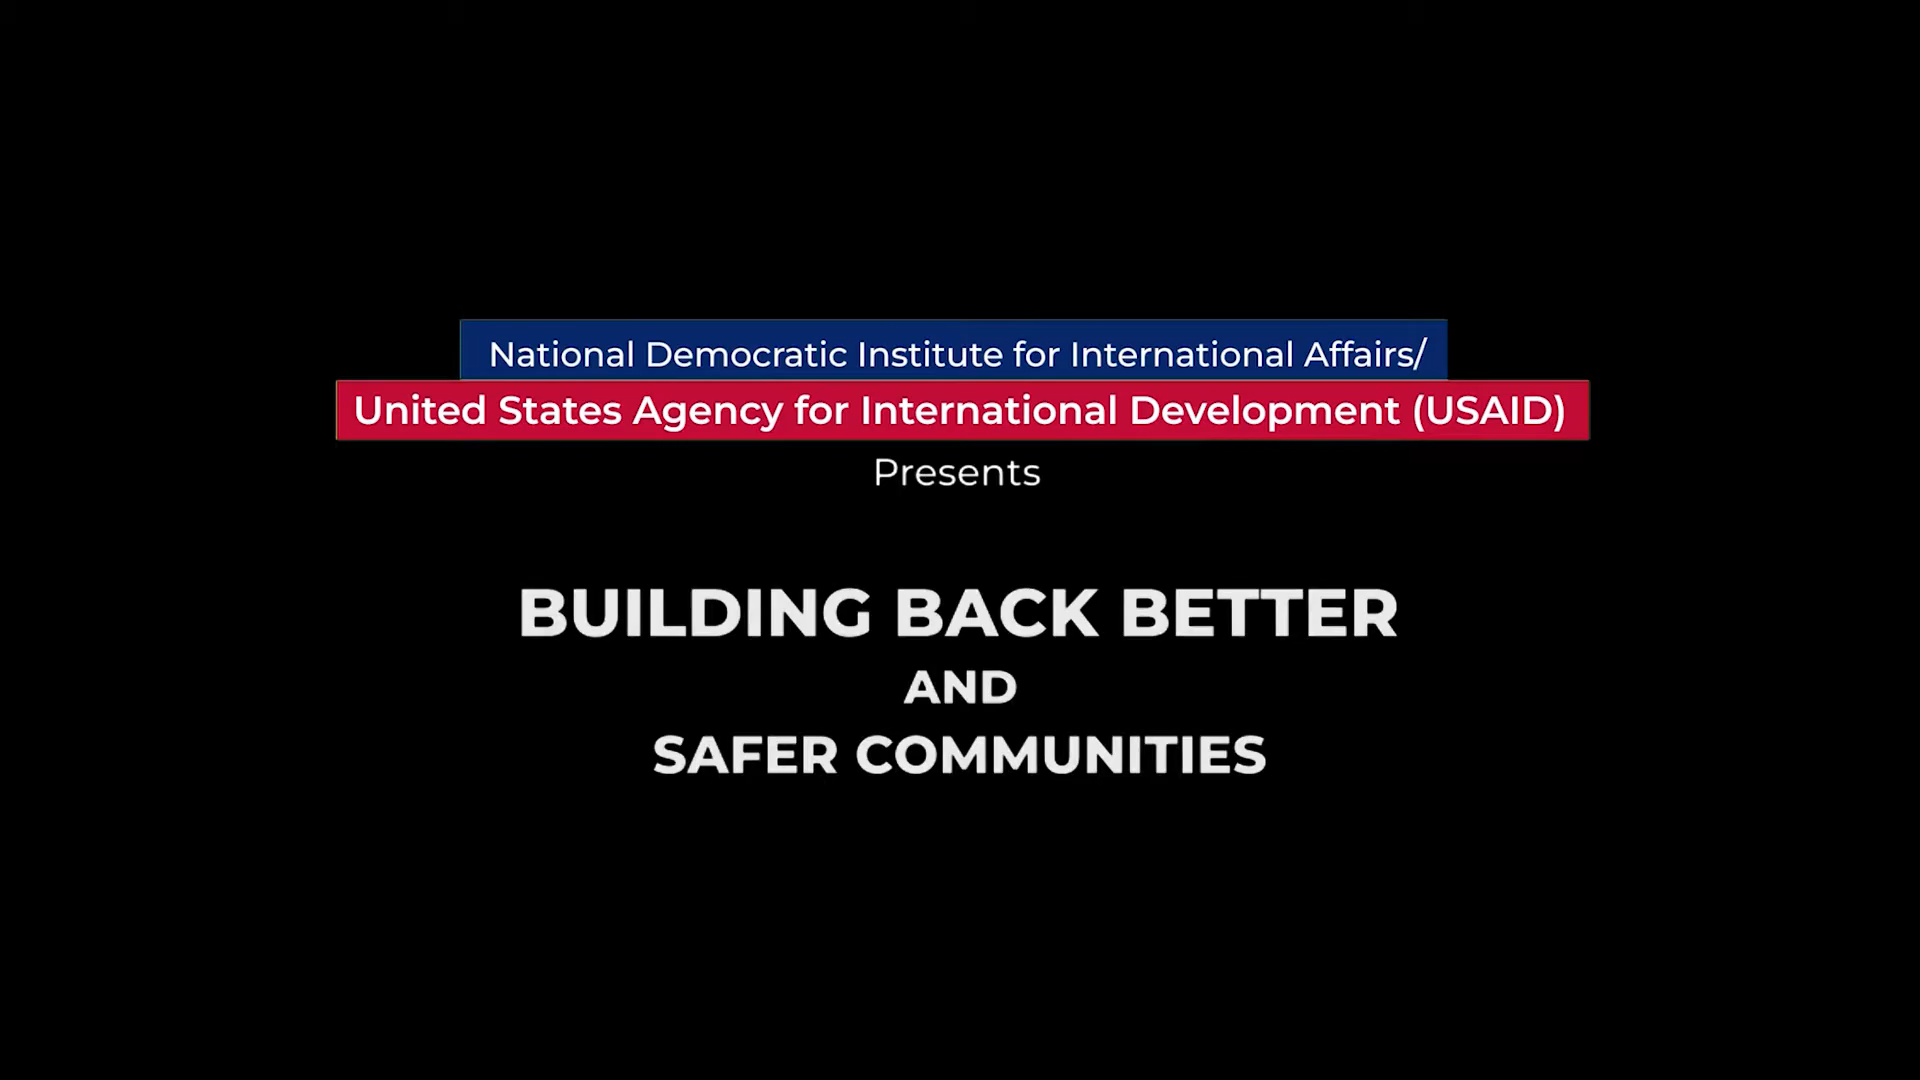 National Democratic Institute for International Affairs/
United States Agency for International Development (USAID)
Presents
BUILDING BACK BETTER
AND
SAFER COMMUNITIES